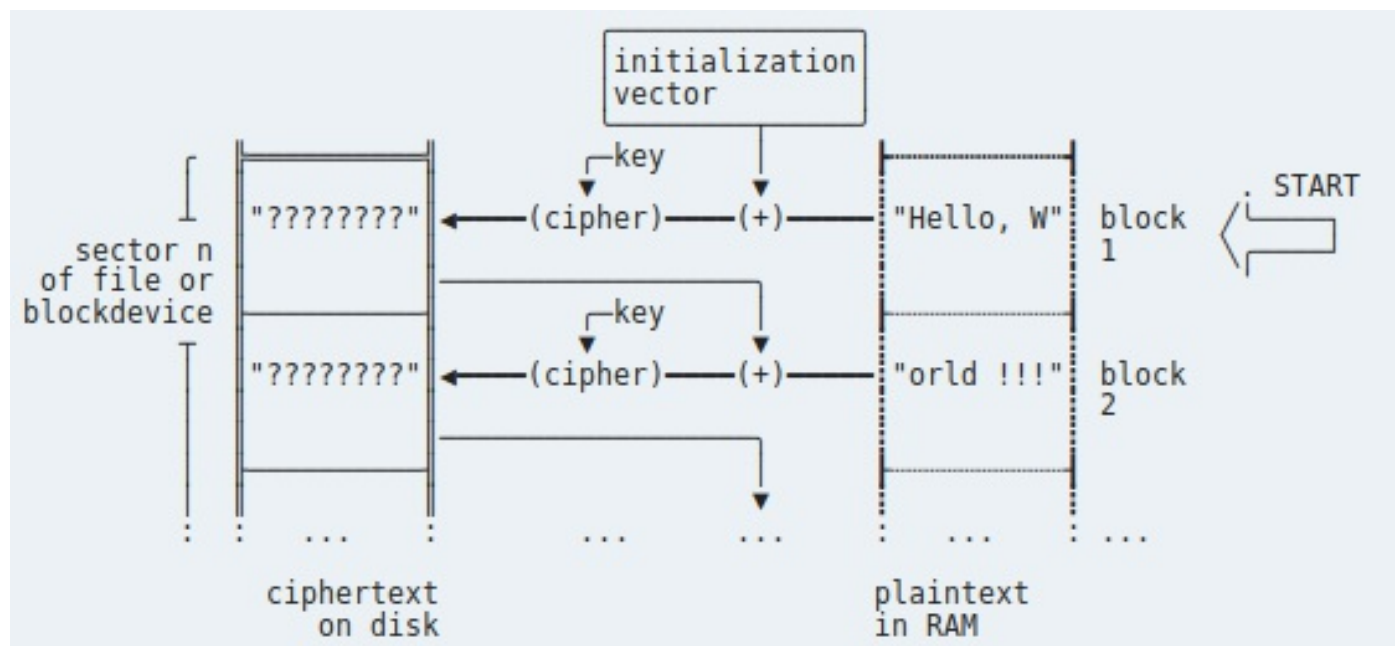 initialization
vector
key
. START
"????????" (cipher) (+) "Hello, W" block
1
sector n
of file or
blockdevice
key
"????????" (cipher) (+) "orld !!!" block
2
: : ... : ... ... : ... : ...
ciphertext
on disk
plaintext
in RAM